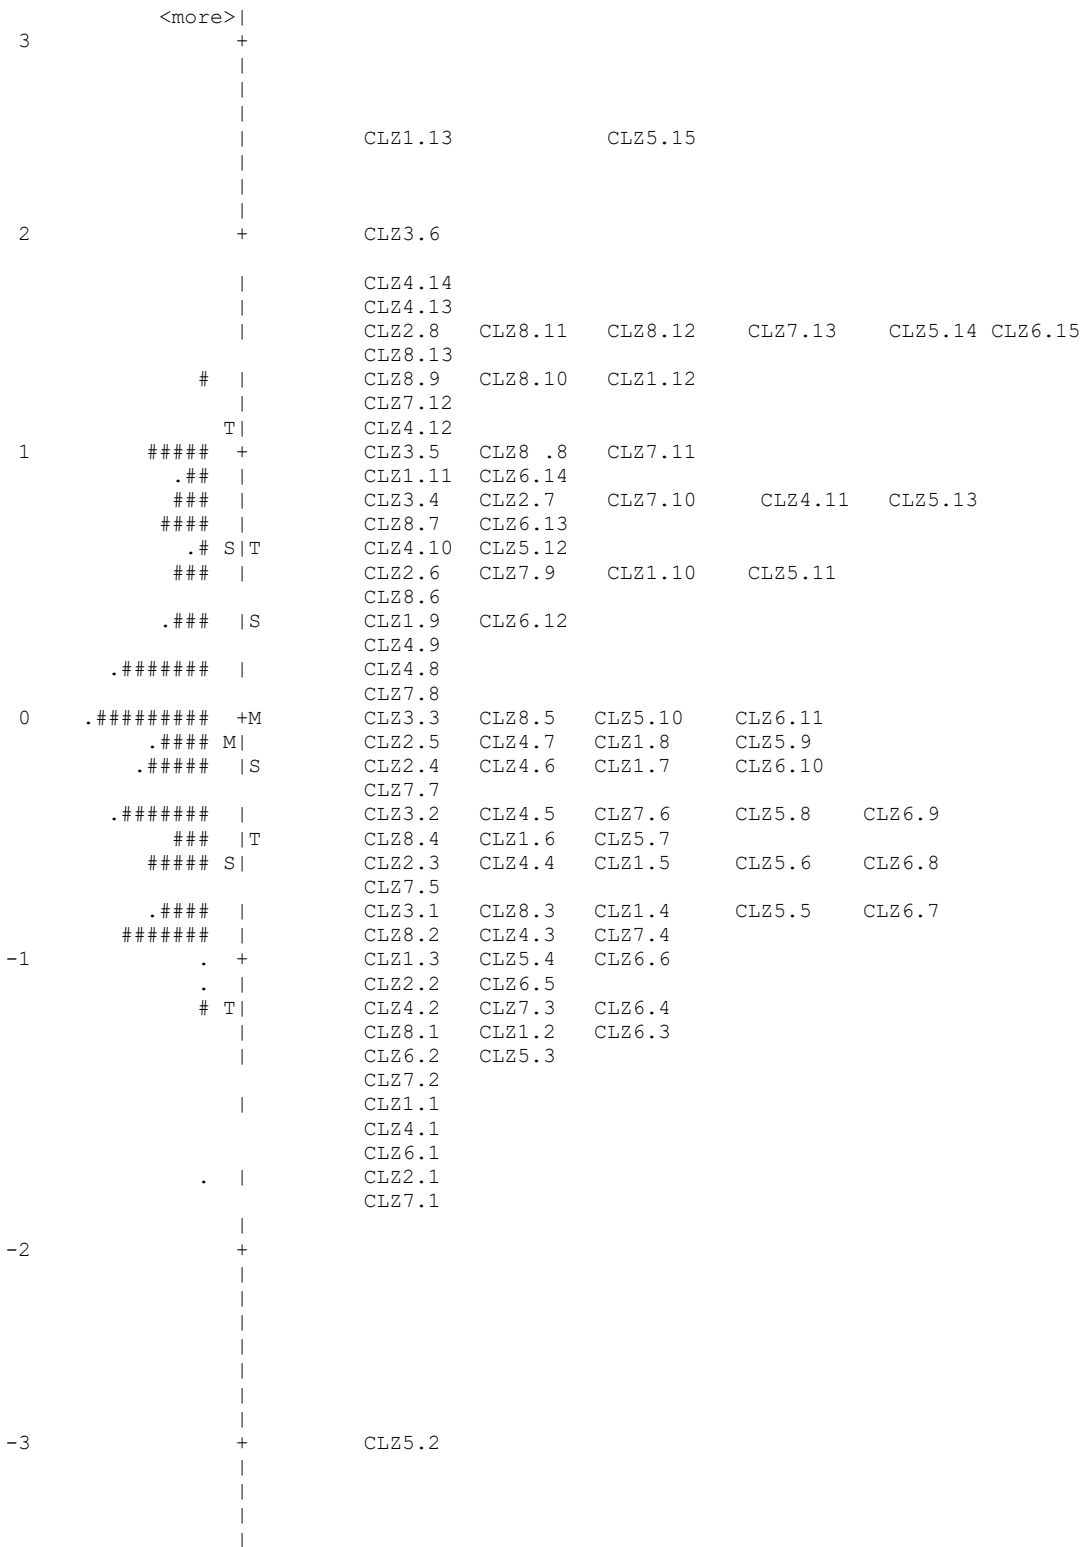 <more>|
3 +
|
|
|
| CLZ1.13 CLZ5.15
|
|
|
2 + CLZ3.6
| CLZ4.14
| CLZ4.13
| CLZ2.8 CLZ8.11 CLZ8.12 CLZ7.13 CLZ5.14 CLZ6.15
CLZ8.13
# | CLZ8.9 CLZ8.10 CLZ1.12
| CLZ7.12
T| CLZ4.12
1 ##### + CLZ3.5 CLZ8 .8 CLZ7.11
.## | CLZ1.11 CLZ6.14
### | CLZ3.4 CLZ2.7 CLZ7.10 CLZ4.11 CLZ5.13
#### | CLZ8.7 CLZ6.13
.# S|T CLZ4.10 CLZ5.12
### | CLZ2.6 CLZ7.9 CLZ1.10 CLZ5.11
CLZ8.6
.### |S CLZ1.9 CLZ6.12
CLZ4.9
.####### | CLZ4.8
CLZ7.8
0 .######### +M CLZ3.3 CLZ8.5 CLZ5.10 CLZ6.11
.#### M| CLZ2.5 CLZ4.7 CLZ1.8 CLZ5.9
.##### |S CLZ2.4 CLZ4.6 CLZ1.7 CLZ6.10
CLZ7.7
.####### | CLZ3.2 CLZ4.5 CLZ7.6 CLZ5.8 CLZ6.9
### |T CLZ8.4 CLZ1.6 CLZ5.7
##### S| CLZ2.3 CLZ4.4 CLZ1.5 CLZ5.6 CLZ6.8
CLZ7.5
.#### | CLZ3.1 CLZ8.3 CLZ1.4 CLZ5.5 CLZ6.7
####### | CLZ8.2 CLZ4.3 CLZ7.4
-1 . + CLZ1.3 CLZ5.4 CLZ6.6
. | CLZ2.2 CLZ6.5
# T| CLZ4.2 CLZ7.3 CLZ6.4
| CLZ8.1 CLZ1.2 CLZ6.3
| CLZ6.2 CLZ5.3
CLZ7.2
| CLZ1.1
CLZ4.1
CLZ6.1
. | CLZ2.1
CLZ7.1
|
-2 +
|
|
|
|
|
|
|
-3 + CLZ5.2
|
|
|
|